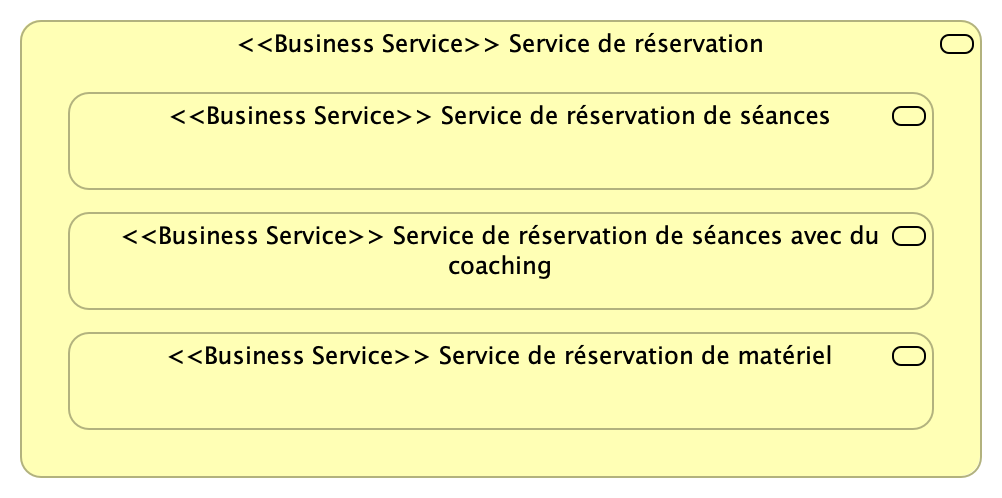 <<Business Service>> Service de réservation
<<Business Service>> Service de réservation de séances
<<Business Service>> Service de réservation de séances avec du
coaching
<<Business Service>> Service de réservation de matériel